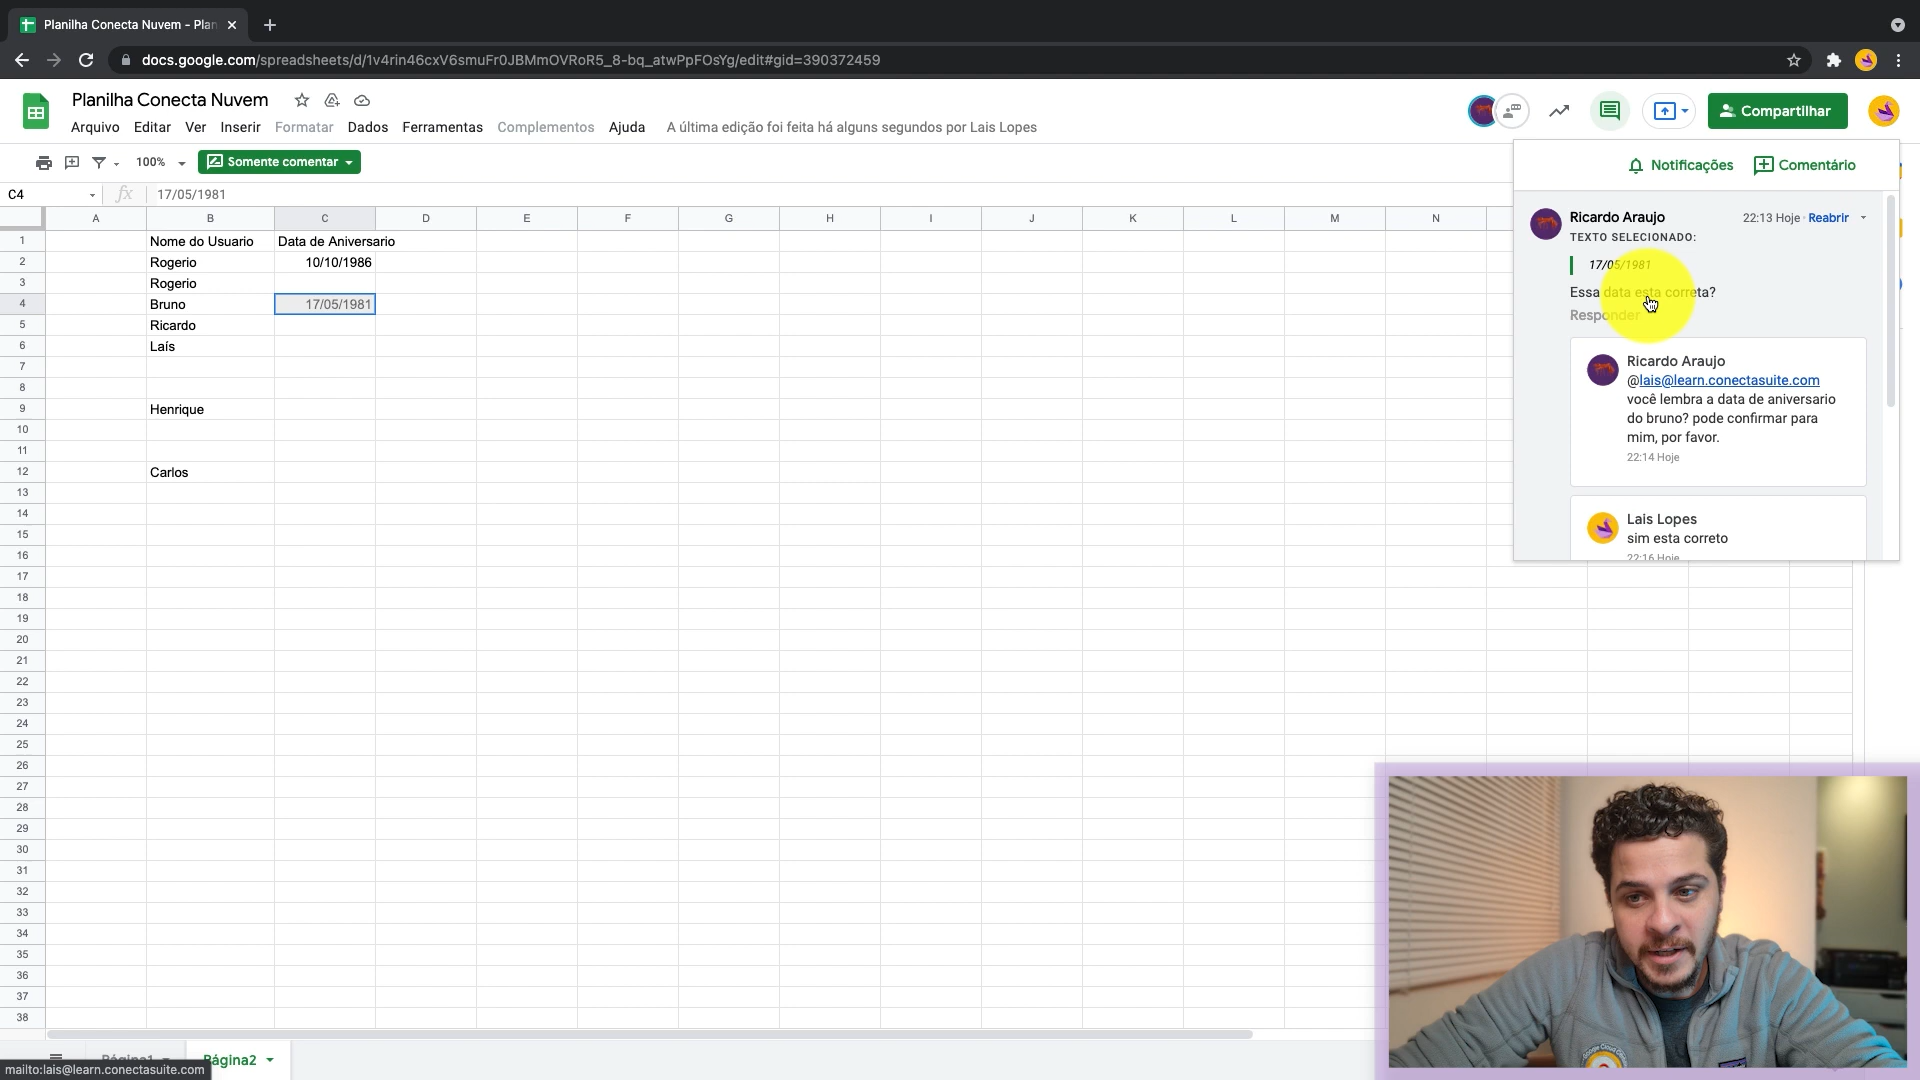 Planilha Conecta Nuvem - Plan
docs.google.com/spreadsheets/d/1v4rin46cxV6smuFr0JBMmOVRoR5_8-bq_atwPpFOsYg/edit#gid=390372459
Planilha Conecta Nuvem
Arquivo Editar Ver Inserir Formatar Dados Ferramentas Complementos Ajuda A última edição foi feita há alguns segundos por Lais Lopes
Compartilhar
100% Somente comentar
C4 fx 17/05/1981
Notificações Comentário
A B C D E F G H I J K L M N
1 Nome do Usuario Data de Aniversario
2 Rogerio 10/10/1986
3 Rogerio
4 Bruno 17/05/1981
5 Ricardo
6 Laís
7
8
9 Henrique
10
11
12 Carlos
13
14
15
16
17
18
19
20
21
22
23
24
25
26
27
28
29
30
31
32
33
34
35
36
37
38
Ricardo Araujo 22:13 Hoje · Reabrir
TEXTO SELECIONADO:
17/05/1981
Essa data esta correta?
Responder
Ricardo Araujo
@lais@learn.conectasuite.com
você lembra a data de aniversario
do bruno? pode confirmar para
mim, por favor.
22:14 Hoje
Lais Lopes
sim esta correto
22:16 Hoje
Página1 Página2
mailto:lais@learn.conectasuite.com